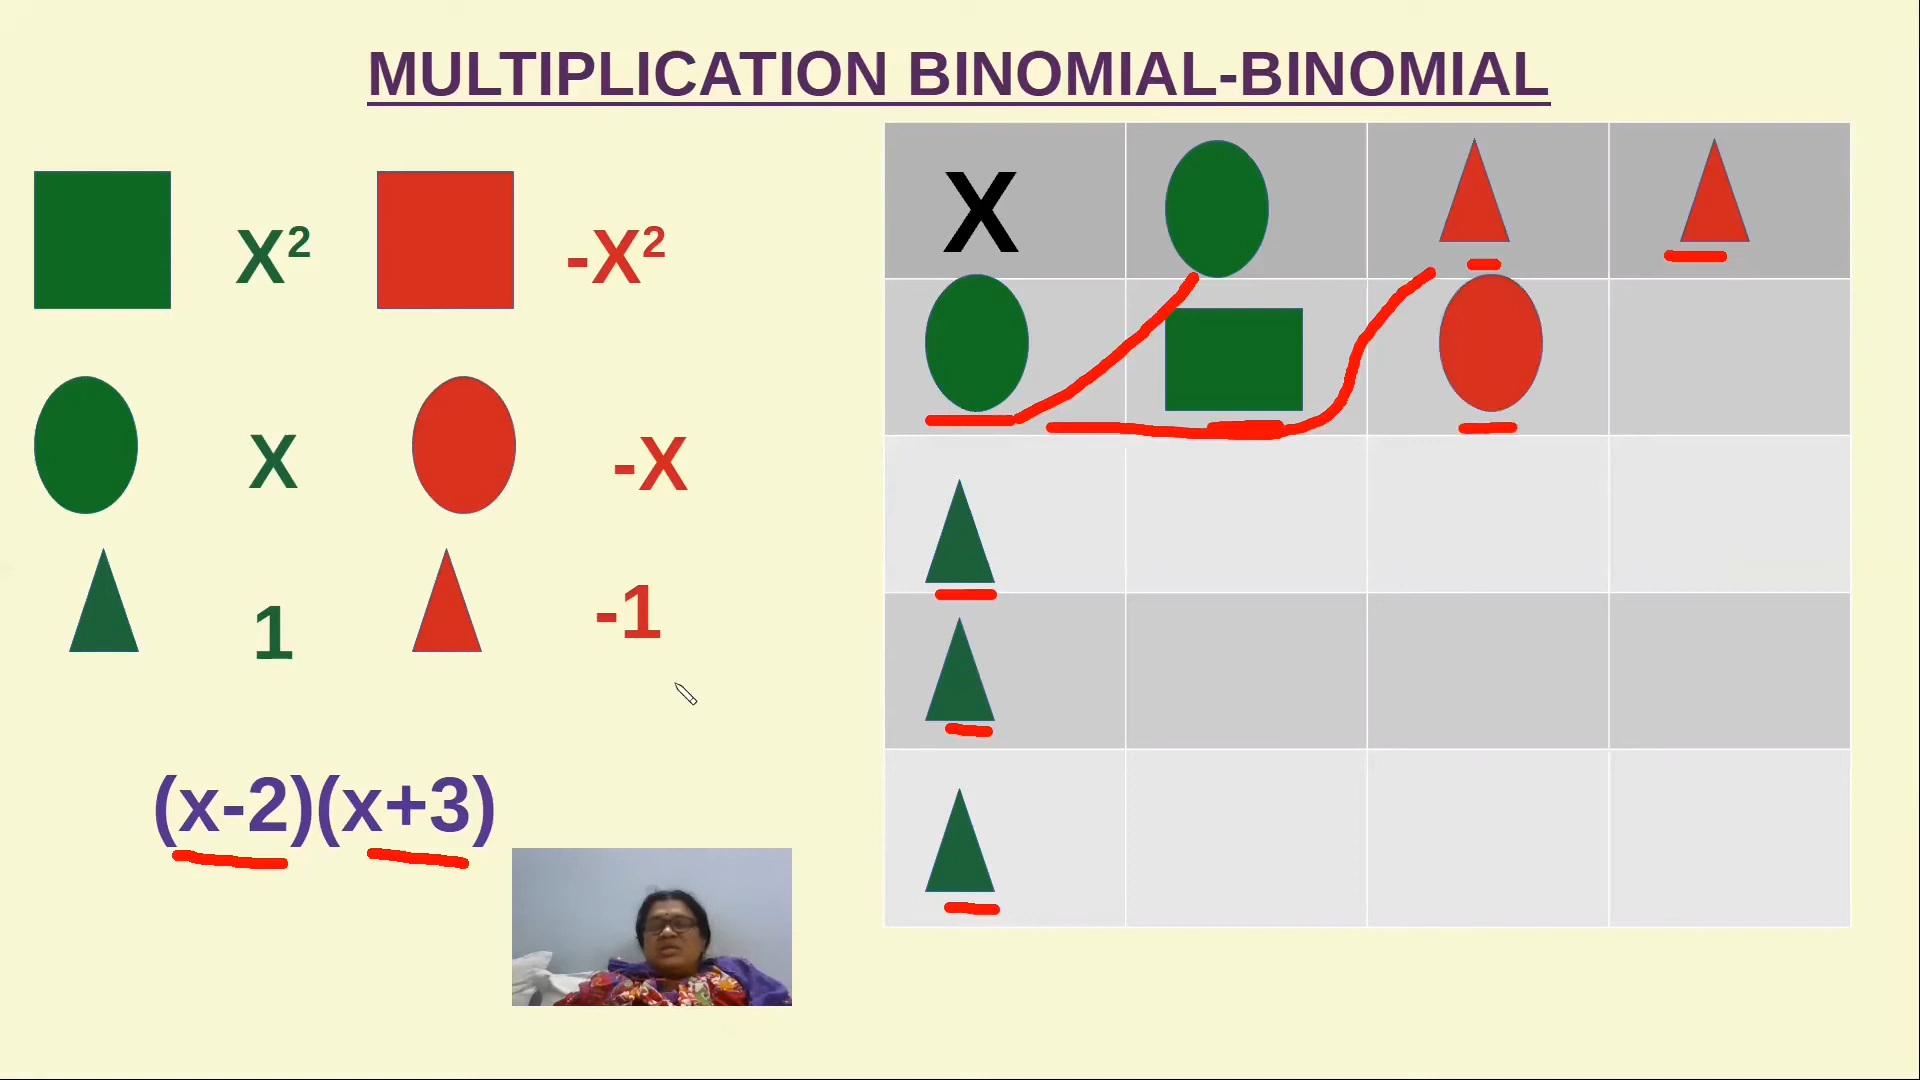 MULTIPLICATION BINOMIAL-BINOMIAL
X² -X²
X -X
1 -1
(x-2)(x+3)
X